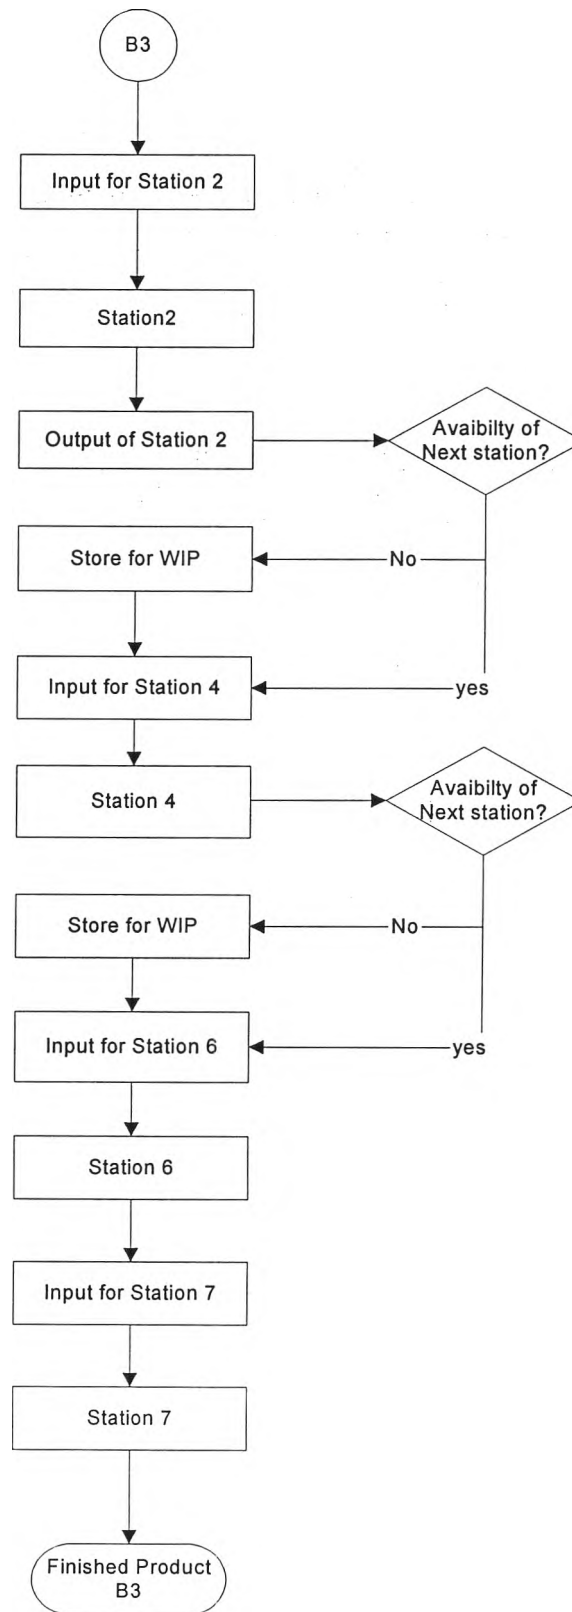 B3
Input for Station 2
Station2
Output of Station 2
Avaibilty of
Next station?
Store for WIP
No
Input for Station 4
yes
Station 4
Avaibilty of
Next station?
Store for WIP
No
Input for Station 6
yes
Station 6
Input for Station 7
Station 7
Finished Product
B3